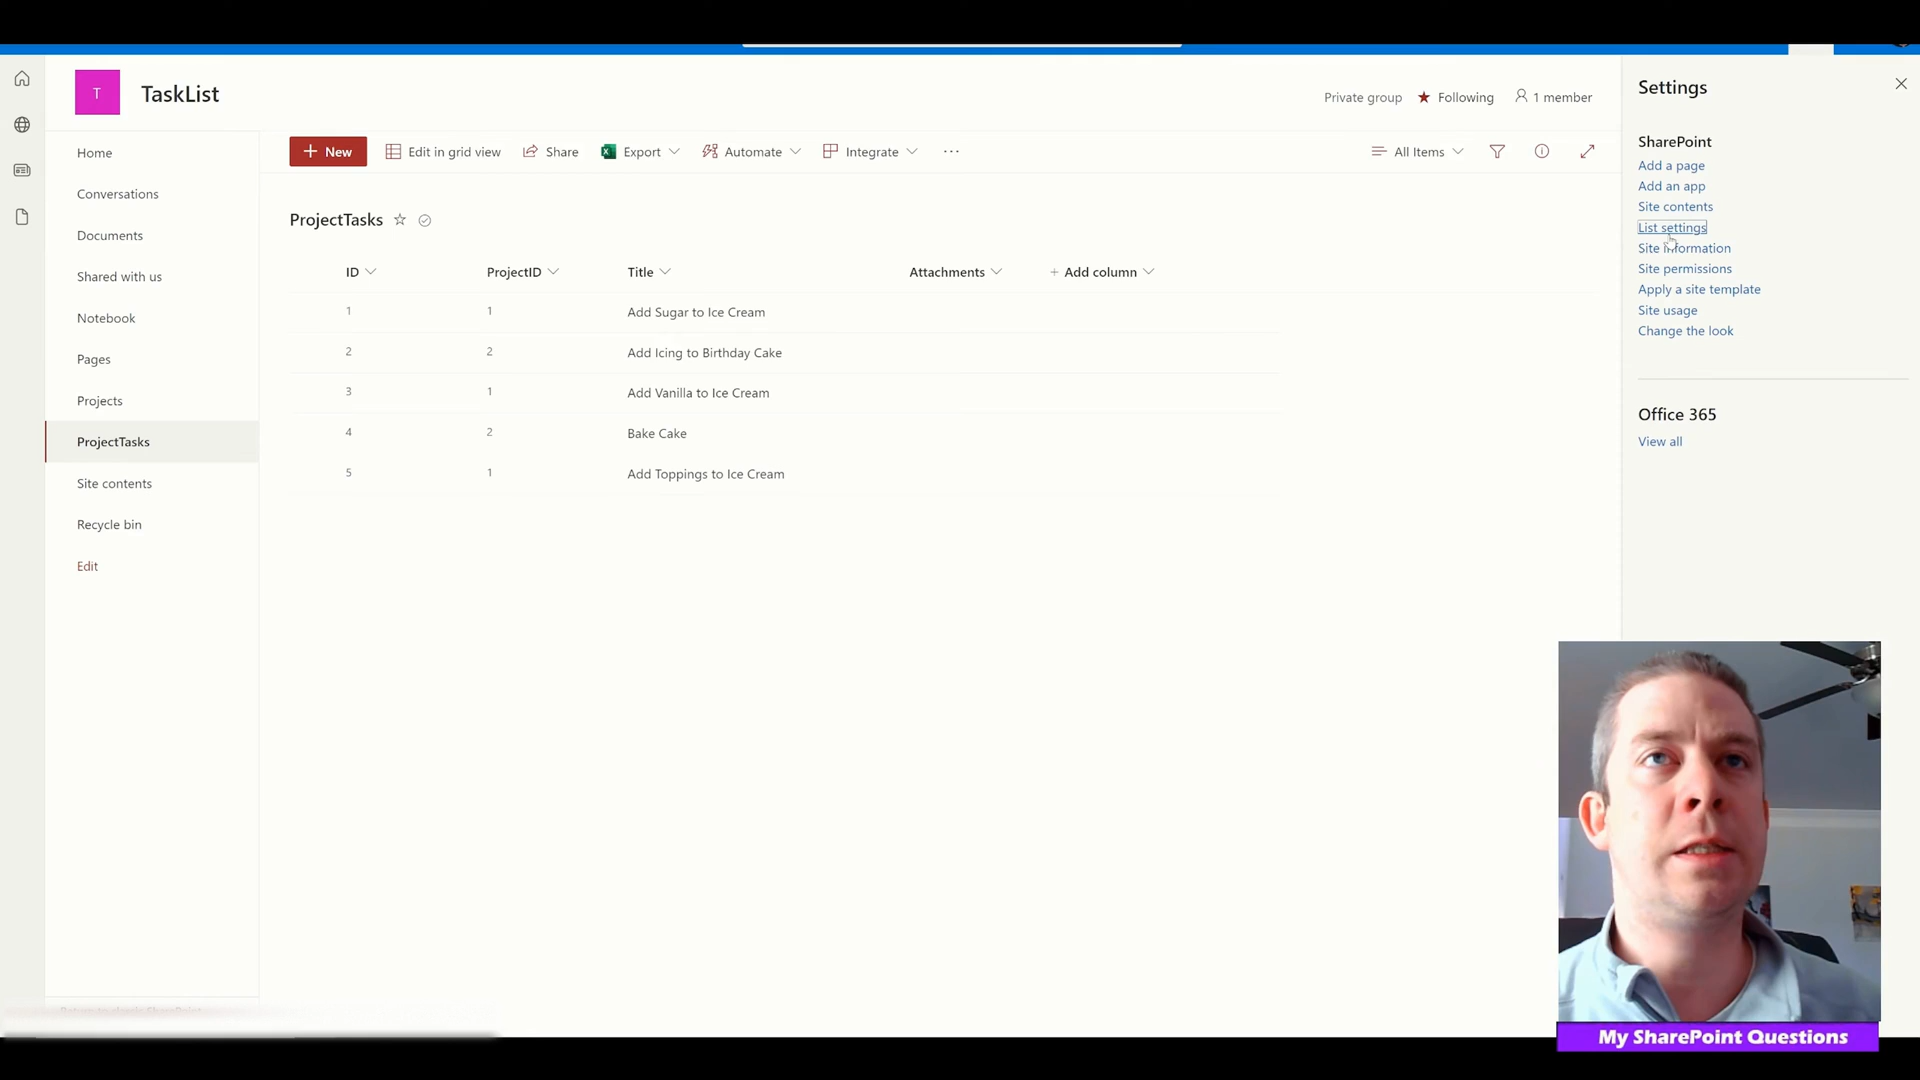 T
TaskList
Private group
Following
1 member
Home
Conversations
Documents
Shared with us
Notebook
Pages
Projects
ProjectTasks
Site contents
Recycle bin
Edit
New
Edit in grid view
Share
Export
Automate
Integrate
All Items
ProjectTasks
ID ProjectID Title Attachments + Add column
1 1 Add Sugar to Ice Cream
2 2 Add Icing to Birthday Cake
3 1 Add Vanilla to Ice Cream
4 2 Bake Cake
5 1 Add Toppings to Ice Cream
Settings
SharePoint
Add a page
Add an app
Site contents
List settings
Site information
Site permissions
Apply a site template
Site usage
Change the look
Office 365
View all
My SharePoint Questions